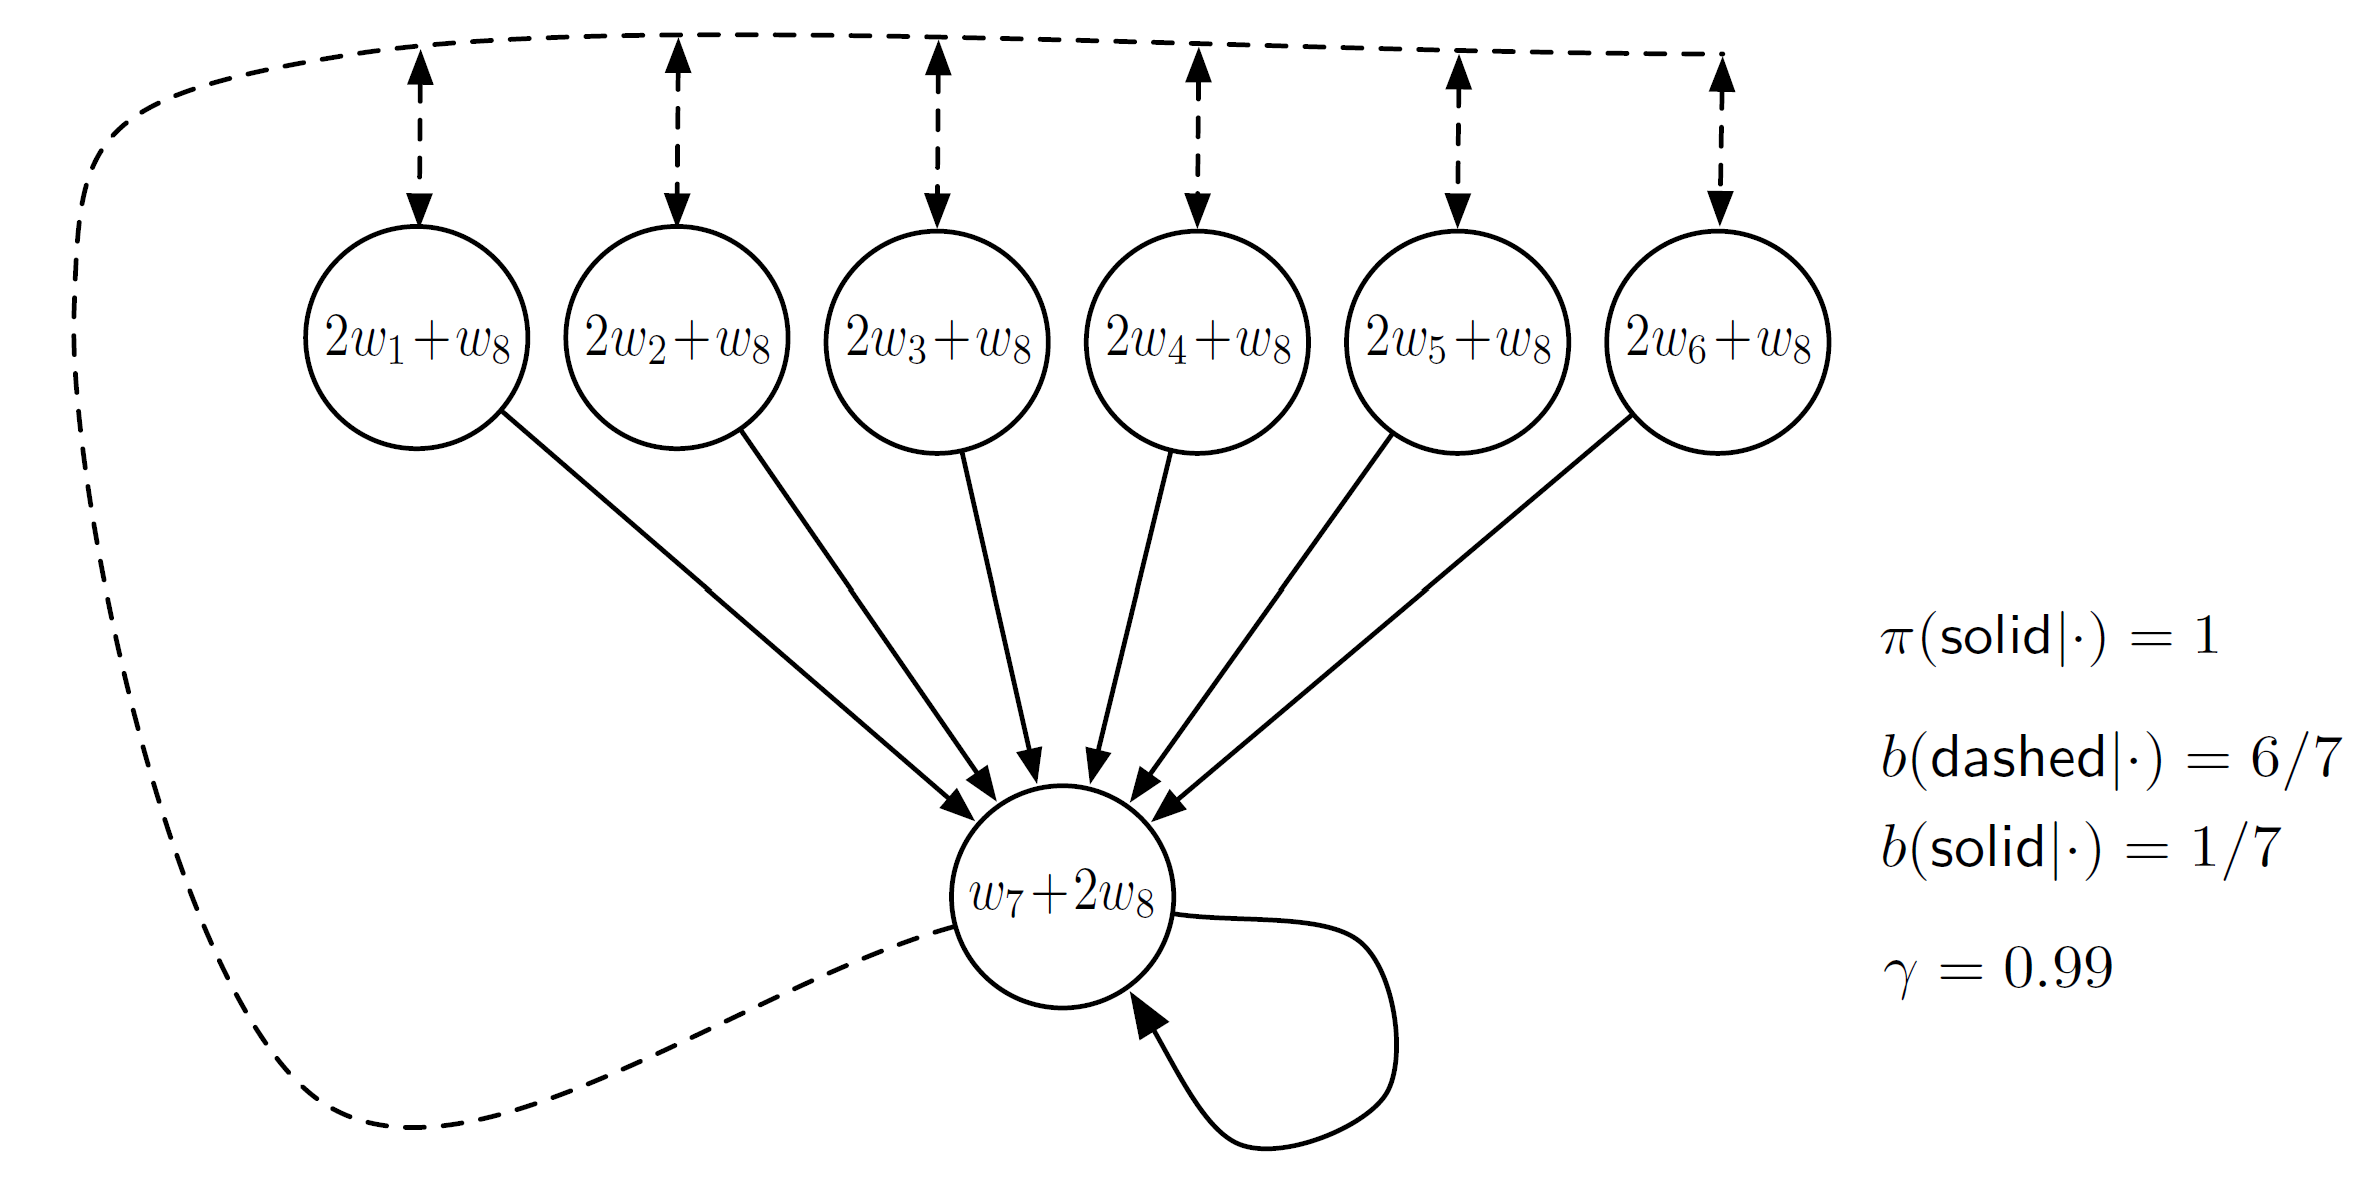 2w₁+w₈ 2w₂+w₈ 2w₃+w₈ 2w₄+w₈ 2w₅+w₈ 2w₆+w₈
π(solid|·) = 1
b(dashed|·) = 6/7
b(solid|·) = 1/7
w₇+2w₈
γ = 0.99